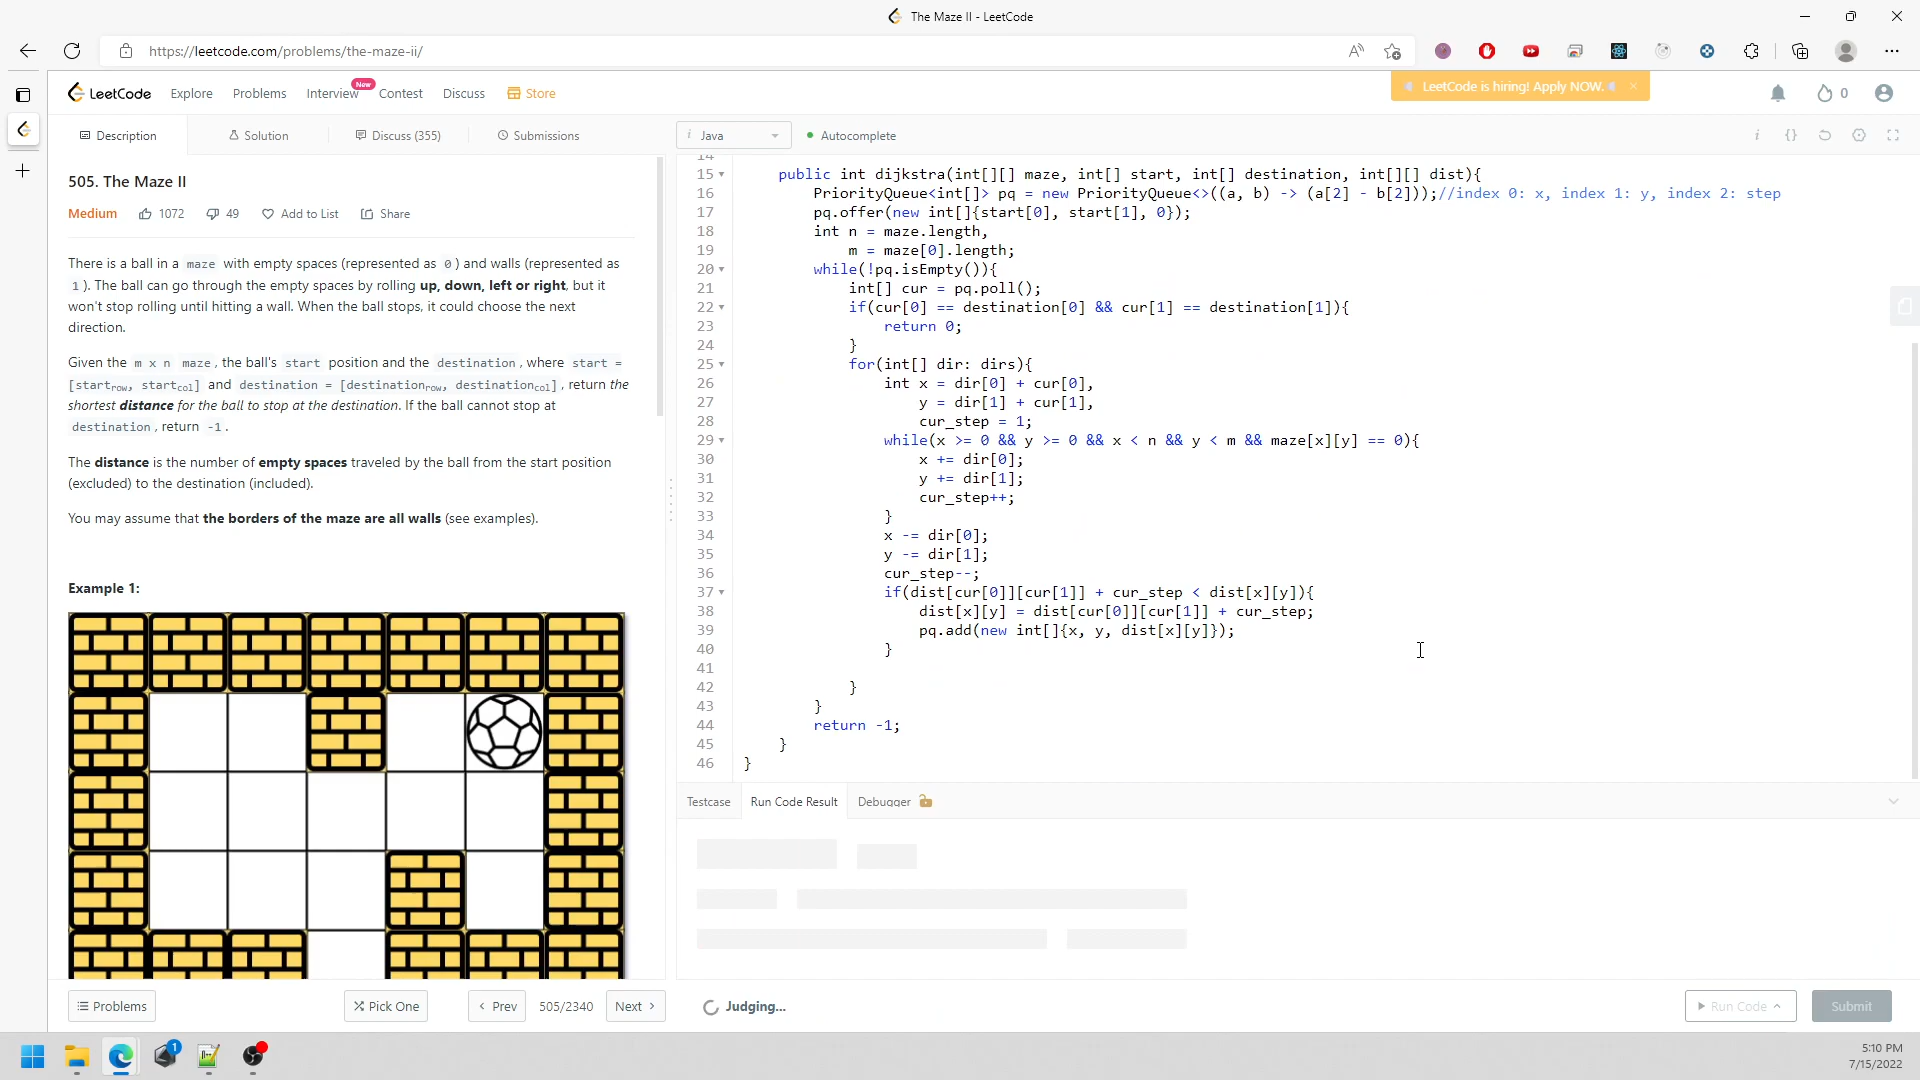 The Maze II - LeetCode
https://leetcode.com/problems/the-maze-ii/
LeetCode
Explore
Problems
Interview
New
Contest
Discuss
Store
LeetCode is hiring! Apply NOW.
0
Description
Solution
Discuss (355)
Submissions
i Java
Autocomplete
505. The Maze II
Medium
1072
49
Add to List
Share
There is a ball in a maze with empty spaces (represented as 0) and walls (represented as
1). The ball can go through the empty spaces by rolling up, down, left or right, but it
won't stop rolling until hitting a wall. When the ball stops, it could choose the next
direction.
Given the m x n maze, the ball's start position and the destination, where start =
[startrow, startcol] and destination = [destinationrow, destinationcol], return the
shortest distance for the ball to stop at the destination. If the ball cannot stop at
destination, return -1.
The distance is the number of empty spaces traveled by the ball from the start position
(excluded) to the destination (included).
You may assume that the borders of the maze are all walls (see examples).
Example 1:
14
15 public int dijkstra(int[][] maze, int[] start, int[] destination, int[][] dist){
16 PriorityQueue<int[]> pq = new PriorityQueue<>((a, b) -> (a[2] - b[2]));//index 0: x, index 1: y, index 2: step
17 pq.offer(new int[]{start[0], start[1], 0});
18 int n = maze.length,
19 m = maze[0].length;
20 while(!pq.isEmpty()){
21 int[] cur = pq.poll();
22 if(cur[0] == destination[0] && cur[1] == destination[1]){
23 return 0;
24 }
25 for(int[] dir: dirs){
26 int x = dir[0] + cur[0],
27 y = dir[1] + cur[1],
28 cur_step = 1;
29 while(x >= 0 && y >= 0 && x < n && y < m && maze[x][y] == 0){
30 x += dir[0];
31 y += dir[1];
32 cur_step++;
33 }
34 x -= dir[0];
35 y -= dir[1];
36 cur_step--;
37 if(dist[cur[0]][cur[1]] + cur_step < dist[x][y]){
38 dist[x][y] = dist[cur[0]][cur[1]] + cur_step;
39 pq.add(new int[]{x, y, dist[x][y]});
40 }
41
42 }
43 }
44 return -1;
45 }
46 }
Testcase
Run Code Result
Debugger
Problems
Pick One
Prev
505/2340
Next
Judging...
Run Code
Submit
1
5:10 PM
7/15/2022